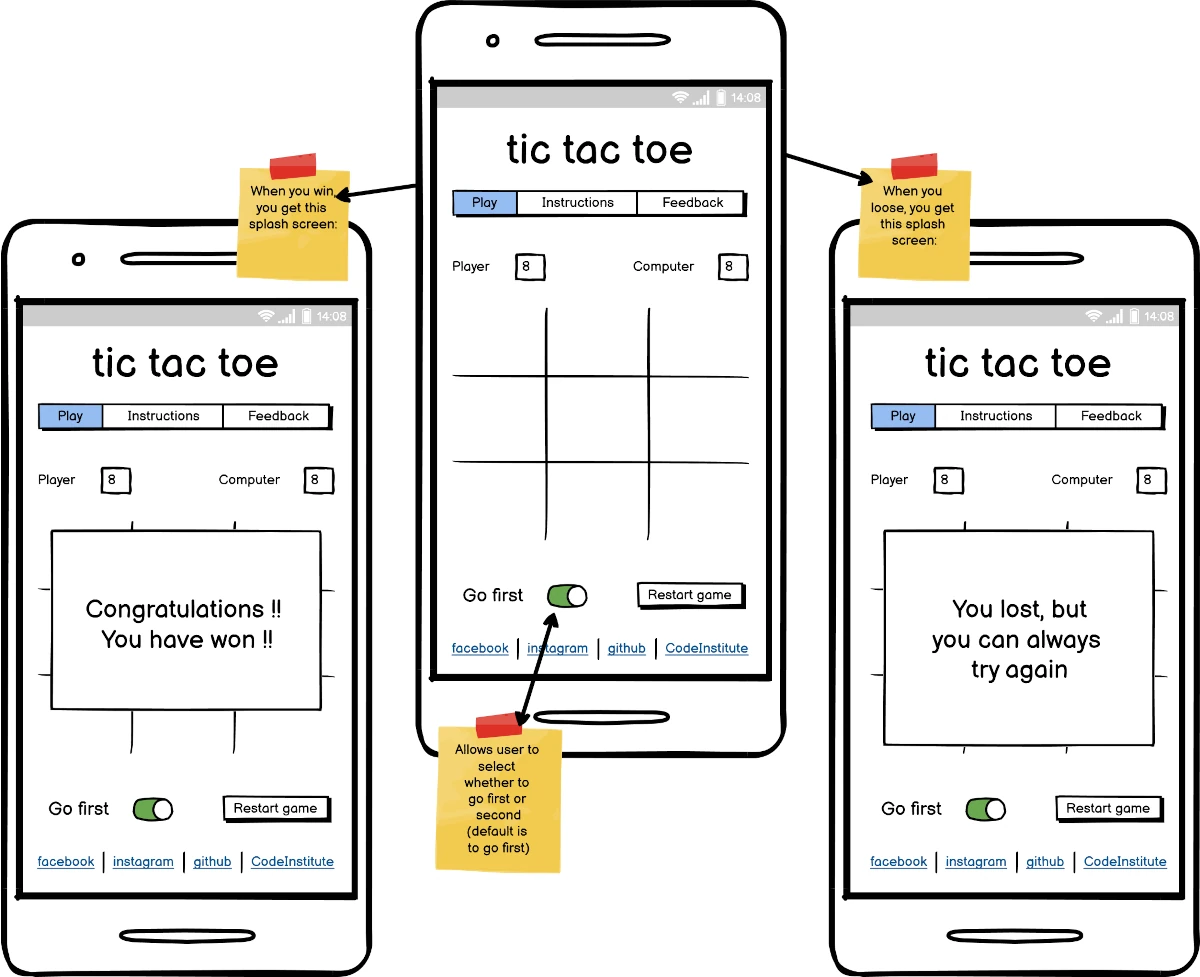 14:08
tic tac toe
Play Instructions Feedback
Player 8 Computer 8
Go first Restart game
facebook instagram github CodeInstitute
Allows user to
select
whether to
go first or
second
(default is
to go first)
When you win,
you get this
splash screen:
14:08
tic tac toe
Play Instructions Feedback
Player 8 Computer 8
Congratulations !!
You have won !!
Go first Restart game
facebook instagram github CodeInstitute
When you
loose, you get
this splash
screen:
14:08
tic tac toe
Play Instructions Feedback
Player 8 Computer 8
You lost, but
you can always
try again
Go first Restart game
facebook instagram github CodeInstitute